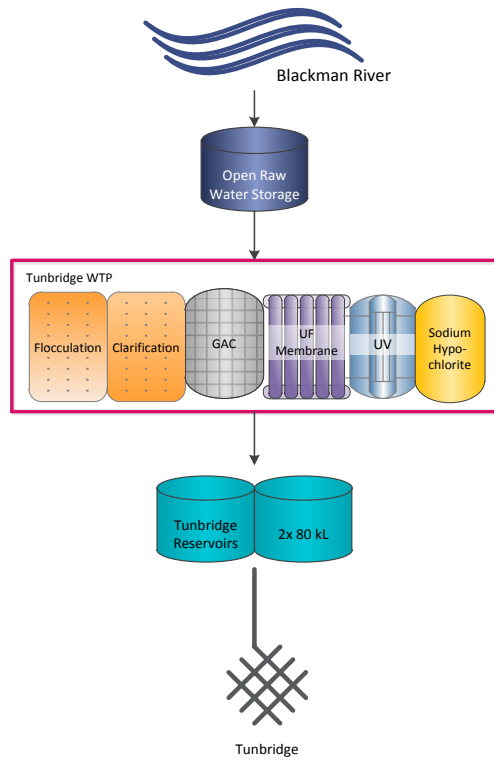 Blackman River
Open Raw
Water Storage
Tunbridge WTP
Flocculation
Clarification
GAC
UF
Membrane
UV
Sodium
Hypo-
chlorite
Tunbridge
Reservoirs
2x 80 kL
Tunbridge